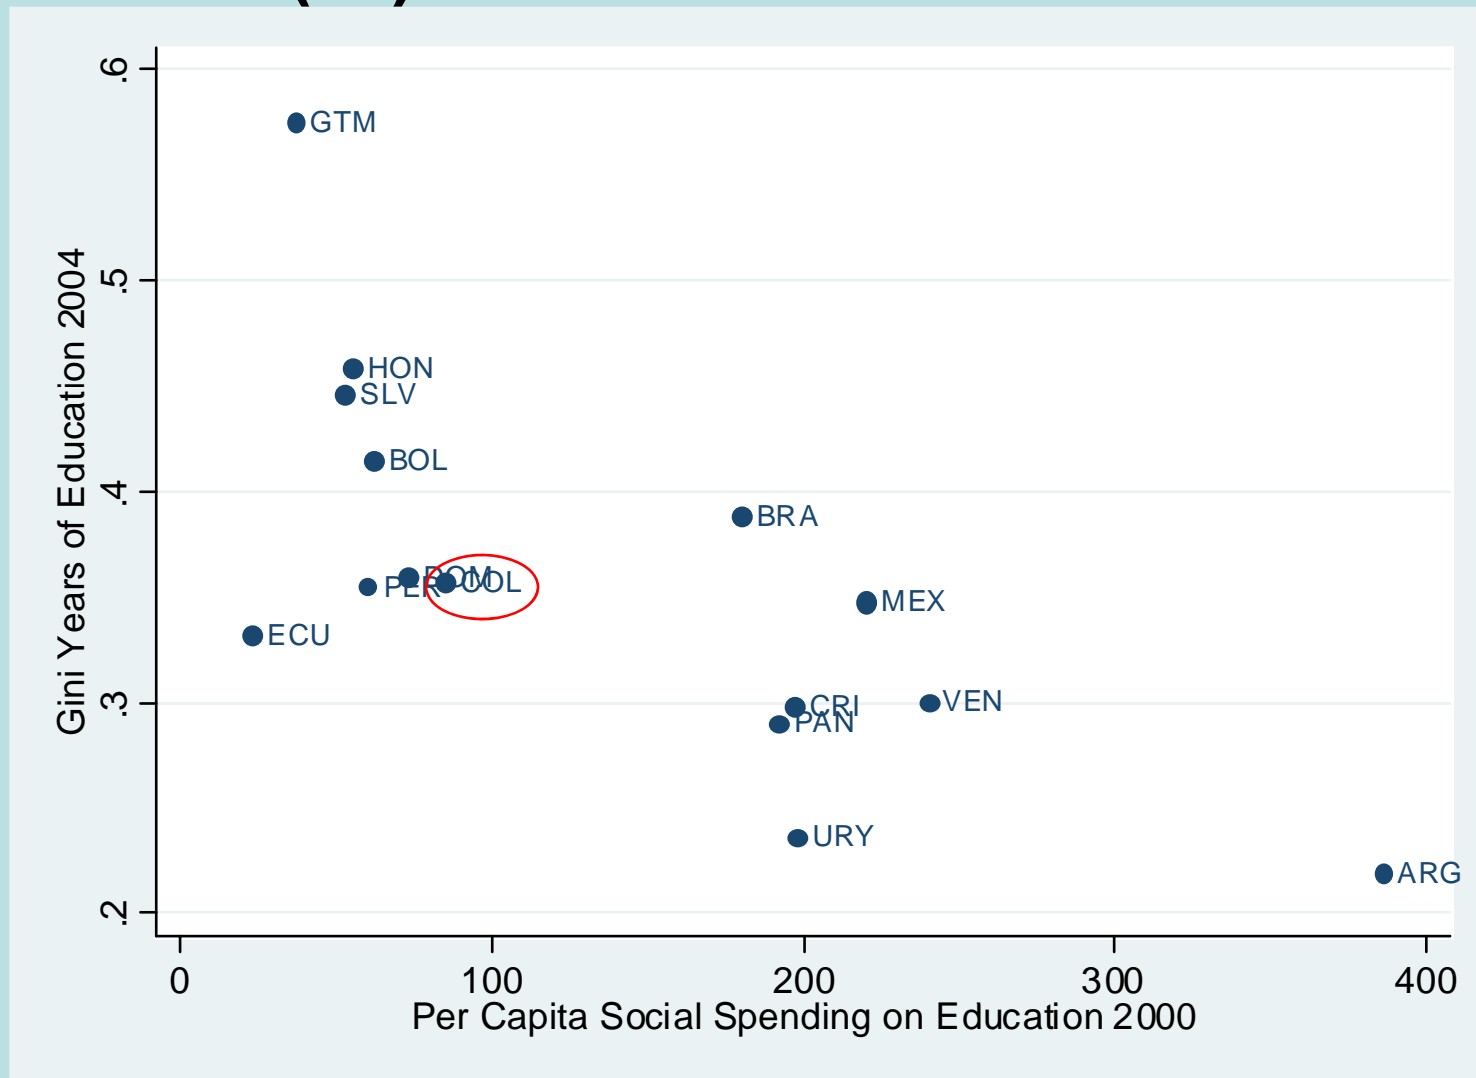 .6
GTM
Gini Years of Education 2004
.5
HON
SLV
BOL
.4
BRA
DOM
PER
COL
MEX
ECU
.3
CRI
VEN
PAN
URY
ARG
.2
0 100 200 300 400
Per Capita Social Spending on Education 2000